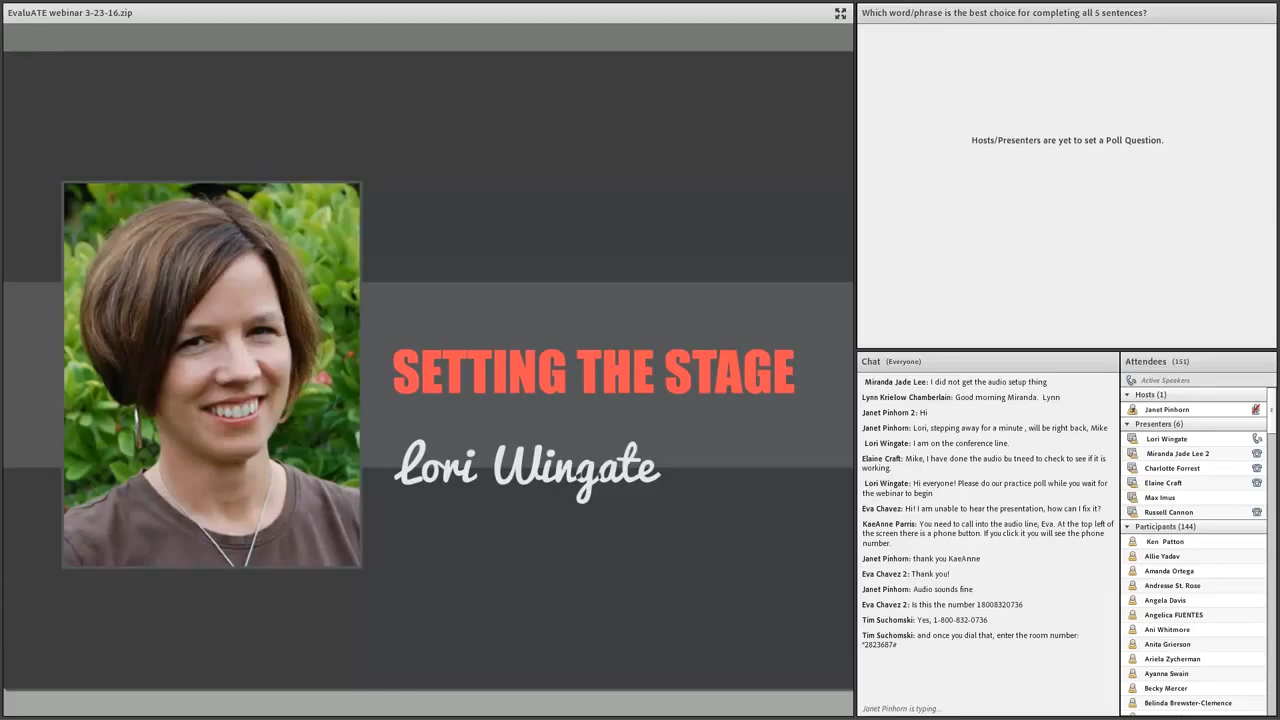 EvaluATE webinar 3-23-16.zip
SETTING THE STAGE
Lori Wingate
Which word/phrase is the best choice for completing all 5 sentences?
Hosts/Presenters are yet to set a Poll Question.
Chat (Everyone)
Miranda Jade Lee: I did not get the audio setup thing
Lynn Krielow Chamberlain: Good morning Miranda. Lynn
Janet Pinhorn 2: Hi
Janet Pinhorn: Lori, stepping away for a minute , will be right back, Mike
Lori Wingate: I am on the conference line.
Elaine Craft: Mike, I have done the audio bu tneed to check to see if it is
working.
Lori Wingate: Hi everyone! Please do our practice poll while you wait for
the webinar to begin
Eva Chavez: Hi! I am unable to hear the presentation, how can I fix it?
KaeAnne Parris: You need to call into the audio line, Eva. At the top left of
the screen there is a phone button. If you click it you will see the phone
number.
Janet Pinhorn: thank you KaeAnne
Eva Chavez 2: Thank you!
Janet Pinhorn: Audio sounds fine
Eva Chavez 2: Is this the number 18008320736
Tim Suchomski: Yes, 1-800-832-0736
Tim Suchomski: and once you dial that, enter the room number:
*2823687#
Janet Pinhorn is typing...
Attendees (151)
Active Speakers
Hosts (1)
Janet Pinhorn
Presenters (6)
Lori Wingate
Miranda Jade Lee 2
Charlotte Forrest
Elaine Craft
Max Imus
Russell Cannon
Participants (144)
Ken Patton
Allie Yadav
Amanda Ortega
Andresse St. Rose
Angela Davis
Angelica FUENTES
Ani Whitmore
Anita Grierson
Ariela Zycherman
Ayanna Swain
Becky Mercer
Belinda Brewster-Clemence